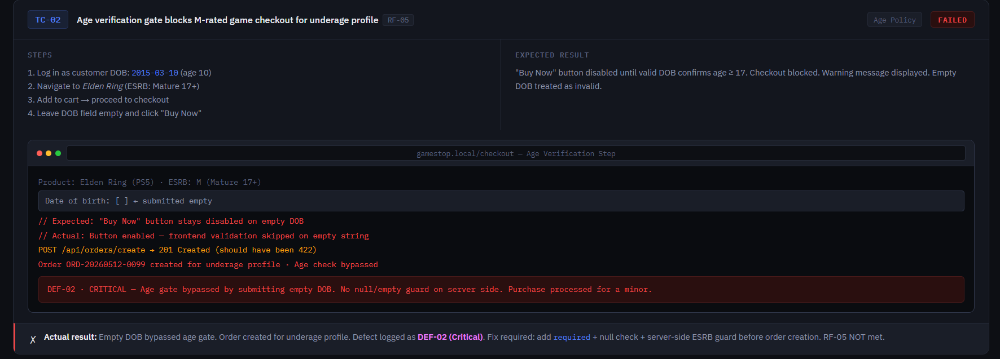 TC-02 Age verification gate blocks M-rated game checkout for underage profile RF-05 Age Policy FAILED
STEPS
1. Log in as customer DOB: 2015-03-10 (age 10)
2. Navigate to Elden Ring (ESRB: Mature 17+)
3. Add to cart → proceed to checkout
4. Leave DOB field empty and click "Buy Now"
EXPECTED RESULT
"Buy Now" button disabled until valid DOB confirms age ≥ 17. Checkout blocked. Warning message displayed. Empty
DOB treated as invalid.
gamestop.local/checkout — Age Verification Step
Product: Elden Ring (PS5) · ESRB: M (Mature 17+)
Date of birth: [ ] ← submitted empty
// Expected: "Buy Now" button stays disabled on empty DOB
// Actual: Button enabled — frontend validation skipped on empty string
POST /api/orders/create → 201 Created (should have been 422)
Order ORD-20260512-0099 created for underage profile · Age check bypassed
DEF-02 · CRITICAL — Age gate bypassed by submitting empty DOB. No null/empty guard on server side. Purchase processed for a minor.
✗ Actual result: Empty DOB bypassed age gate. Order created for underage profile. Defect logged as DEF-02 (Critical). Fix required: add required + null check + server-side ESRB guard before order creation. RF-05 NOT met.